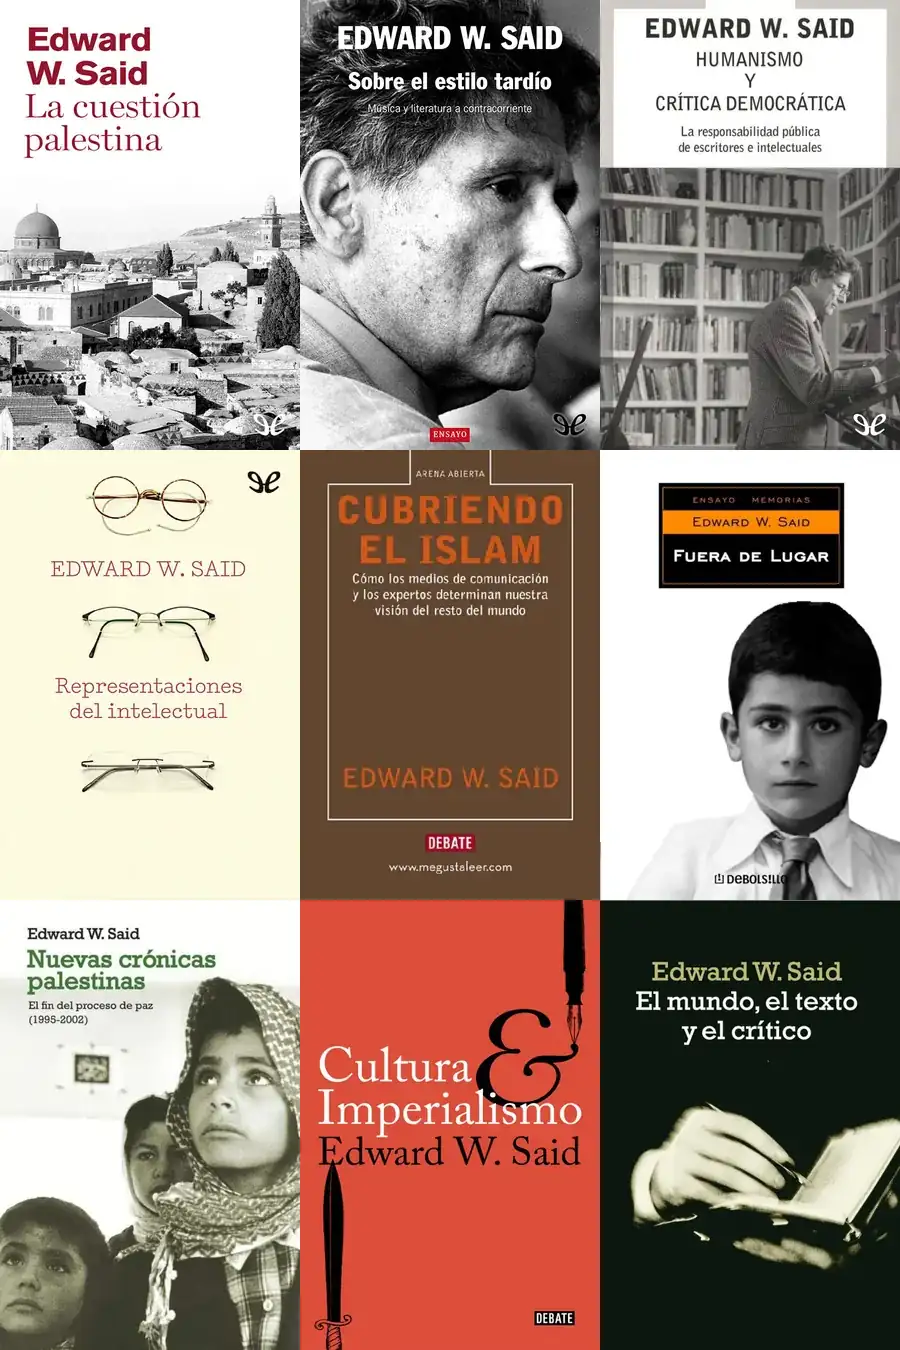 Edward
W. Said
La cuestión
palestina
EDWARD W. SAID
Sobre el estilo tardío
Música y literatura a contracorriente
ENSAYO
EDWARD W. SAID
HUMANISMO
Y
CRÍTICA DEMOCRÁTICA
La responsabilidad pública
de escritores e intelectuales
EDWARD W. SAID
Representaciones
del intelectual
ARENA ABIERTA
CUBRIENDO
EL ISLAM
Cómo los medios de comunicación
y los expertos determinan nuestra
visión del resto del mundo
EDWARD W. SAID
DEBATE
www.megustaleer.com
ENSAYO MEMORIAS
EDWARD W. SAID
FUERA DE LUGAR
DEBOLS!LLO
Edward W. Said
Nuevas crónicas
palestinas
El fin del proceso de paz
(1995-2002)
Cultura &
Imperialismo
Edward W. Said
DEBATE
Edward W. Said
El mundo, el texto
y el crítico